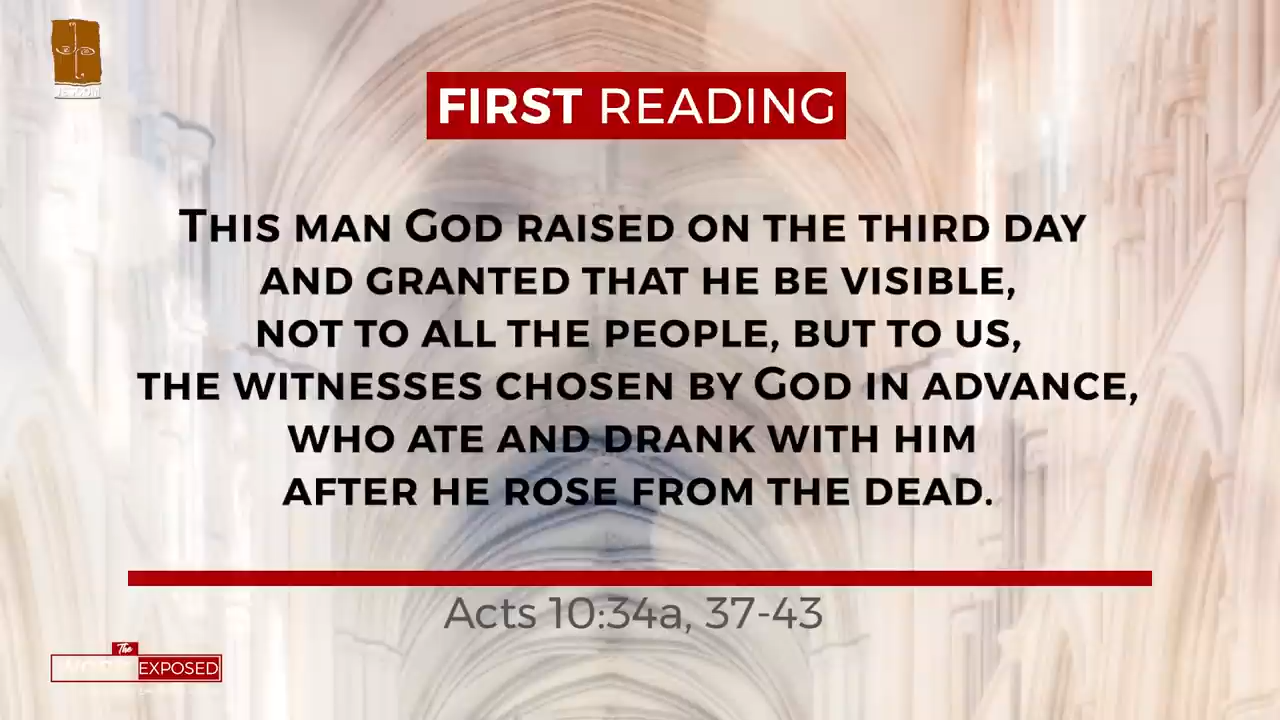 FIRST READING
THIS MAN GOD RAISED ON THE THIRD DAY
AND GRANTED THAT HE BE VISIBLE,
NOT TO ALL THE PEOPLE, BUT TO US,
THE WITNESSES CHOSEN BY GOD IN ADVANCE,
WHO ATE AND DRANK WITH HIM
AFTER HE ROSE FROM THE DEAD.
Acts 10:34a, 37-43
The
EXPOSED